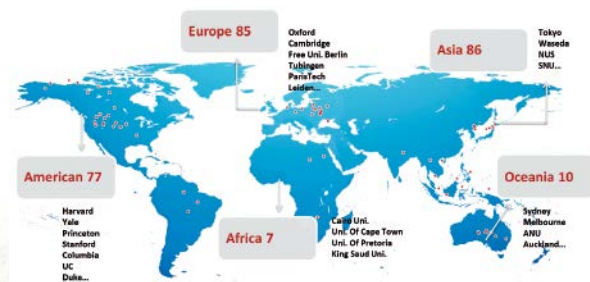 Europe 85
Oxford
Cambridge
Free Uni. Berlin
Tubingen
ParisTech
Leiden...
Asia 86
Tokyo
Waseda
NUS
SNU...
American 77
Harvard
Yale
Princeton
Stanford
Columbia
UC
Duke...
Africa 7
Cairo Uni.
Uni. Of Cape Town
Uni. Of Pretoria
King Saud Uni.
Oceania 10
Sydney
Melbourne
ANU
Auckland...